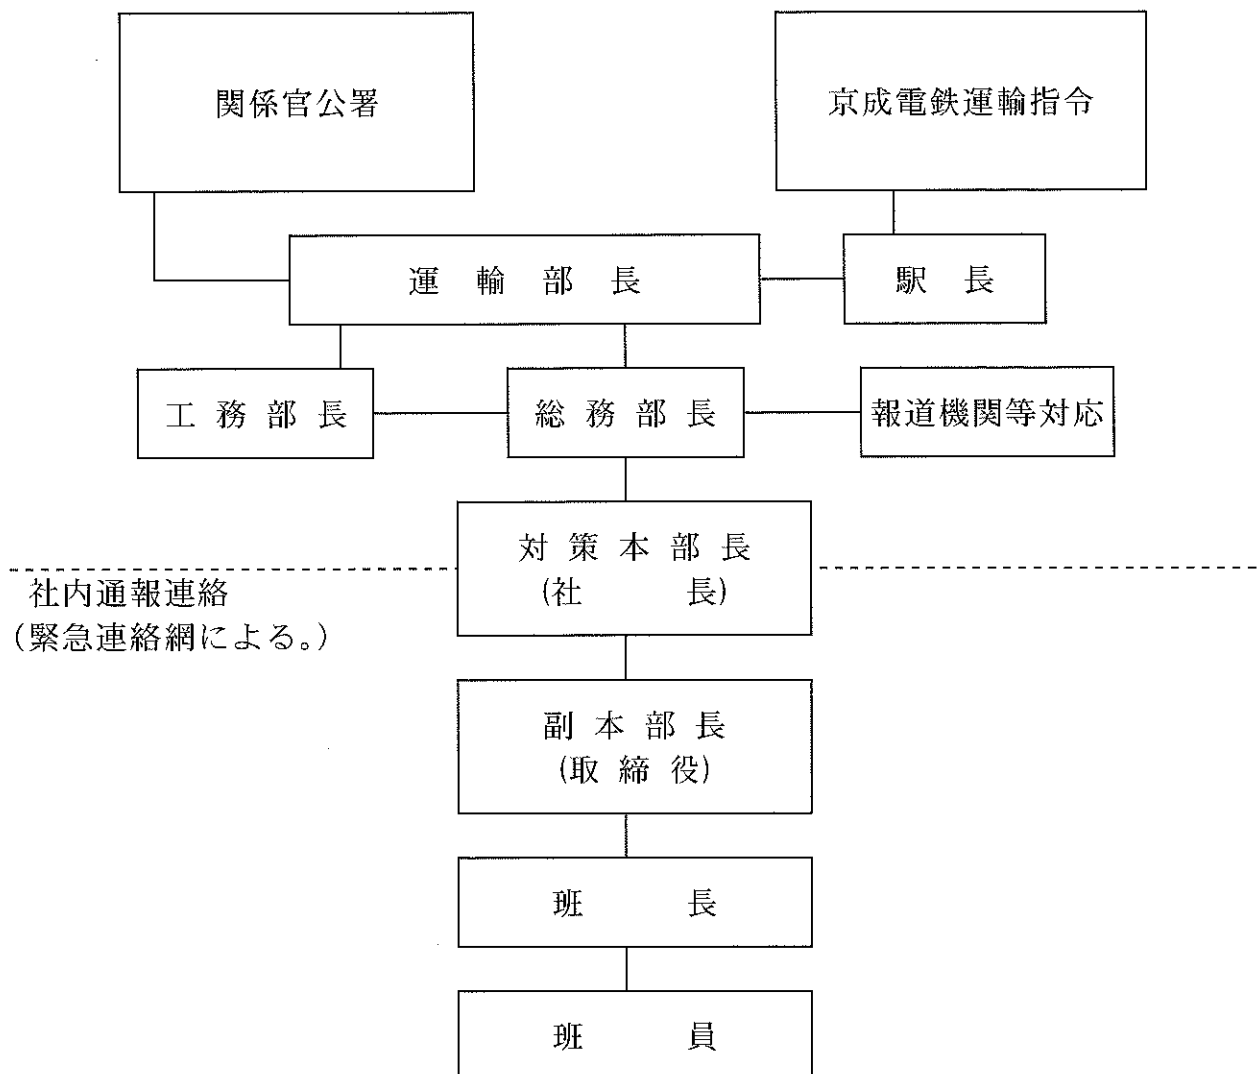 関係官公署
京成電鉄運輸指令
運輸部長
駅長
工務部長
総務部長
報道機関等対応
対策本部長
(社長)
社内通報連絡
(緊急連絡網による。)
副本部長
(取締役)
班長
班員